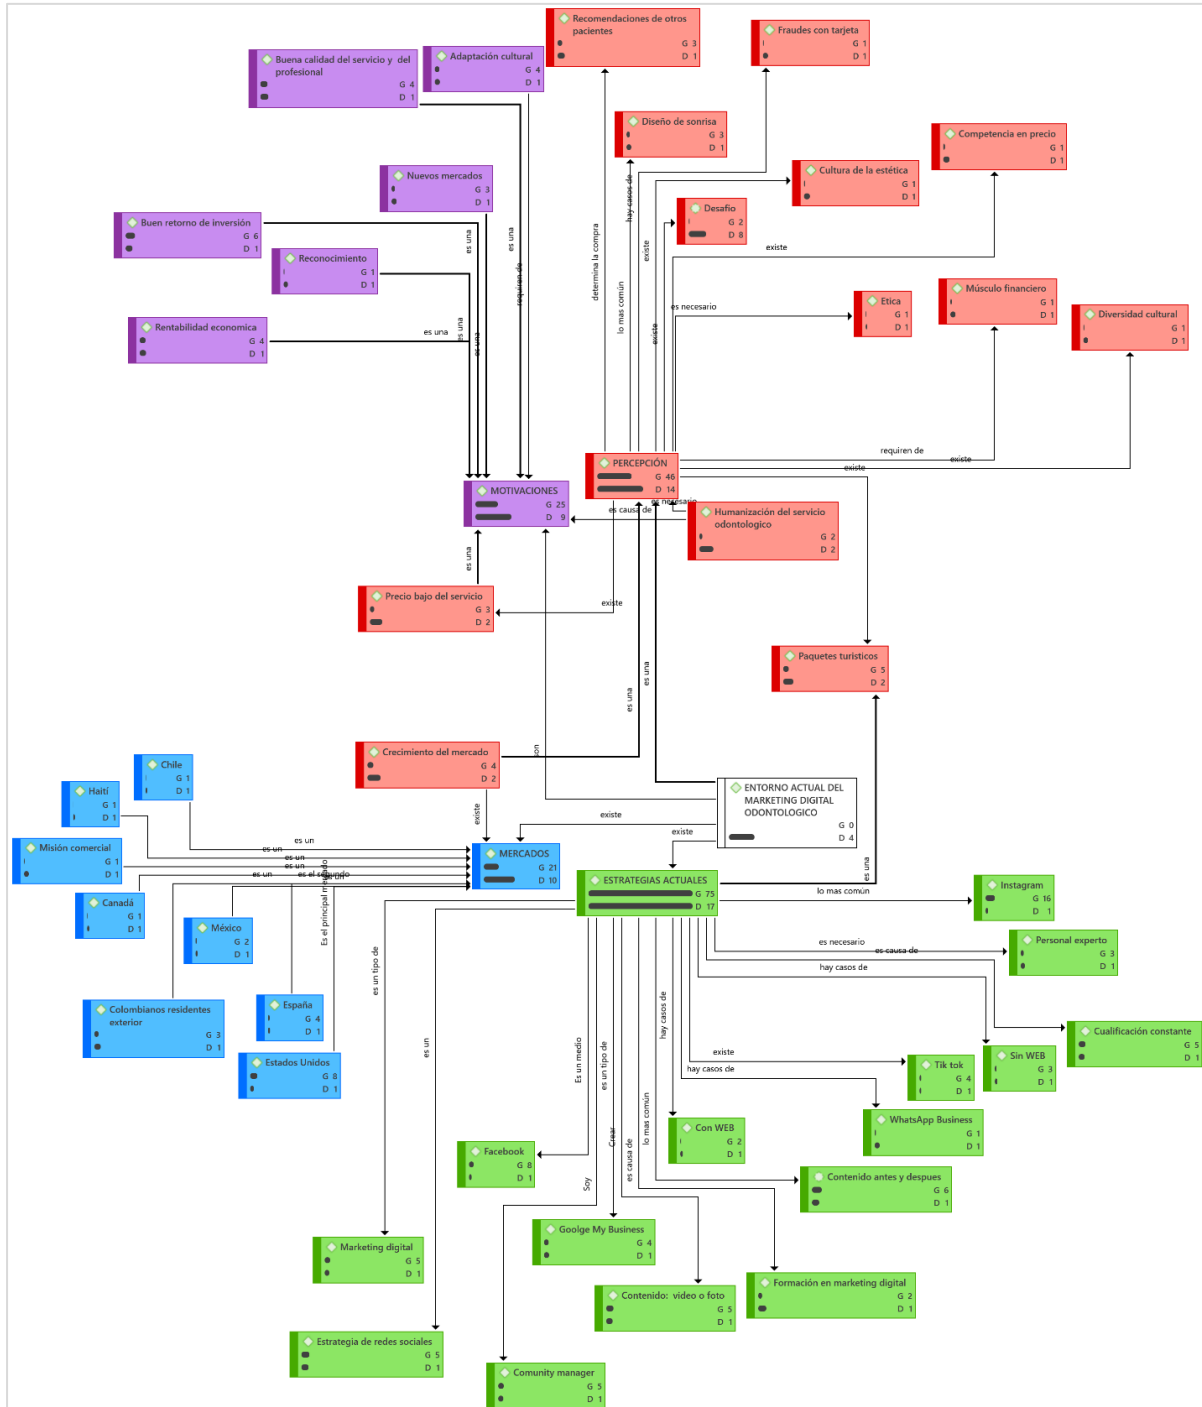 Recomendaciones de otros
pacientes
G 3
D 1
Fraudes con tarjeta
G 1
D 1
Buena calidad del servicio y del
profesional
G 4
D 1
Adaptación cultural
G 4
D 1
Diseño de sonrisa
G 3
D 1
Competencia en precio
G 1
D 1
Cultura de la estética
G 1
D 1
Nuevos mercados
G 3
D 1
Desafio
G 2
D 8
Buen retorno de inversión
G 6
D 1
Reconocimiento
G 1
D 1
Etica
G 1
D 1
Músculo financiero
G 1
D 1
Diversidad cultural
G 1
D 1
Rentabilidad economica
G 4
D 1
es una
es una
es una
es una
es una
requiren de
determina la compra
lo mas común
hay casos de
existe
existe
existe
es necesario
requiren de
existe
existe
PERCEPCIÓN
G 46
D 14
MOTIVACIONES
G 25
D 9
es necesario
es causa de
Humanización del servicio
odontologico
G 2
D 2
es una
Precio bajo del servicio
G 3
D 2
existe
Paquetes turisticos
G 5
D 2
es una
es una
son
Crecimiento del mercado
G 4
D 2
existe
Chile
G 1
D 1
Haití
G 1
D 1
ENTORNO ACTUAL DEL
MARKETING DIGITAL
ODONTOLOGICO
G 0
D 4
existe
existe
Misión comercial
G 1
D 1
es un
es un
es un
es un
es el segundo
es un
Es el principal mercado
MERCADOS
G 21
D 10
ESTRATEGIAS ACTUALES
G 75
D 17
es una
lo mas común
Instagram
G 16
D 1
Canadá
G 1
D 1
México
G 2
D 1
Colombianos residentes
exterior
G 3
D 1
España
G 4
D 1
Estados Unidos
G 8
D 1
es necesario
es causa de
hay casos de
Personal experto
G 3
D 1
Cualificación constante
G 5
D 1
Sin WEB
G 3
D 1
existe
hay casos de
Tik tok
G 4
D 1
WhatsApp Business
G 1
D 1
es un tipo de
es un
Es un medio
es un tipo de
hay casos de
lo mas común
Crear
es causa de
Soy
Con WEB
G 2
D 1
Facebook
G 8
D 1
Contenido antes y despues
G 6
D 1
Goolge My Business
G 4
D 1
Marketing digital
G 5
D 1
Formación en marketing digital
G 2
D 1
Contenido: video o foto
G 5
D 1
Estrategia de redes sociales
G 5
D 1
Comunity manager
G 5
D 1